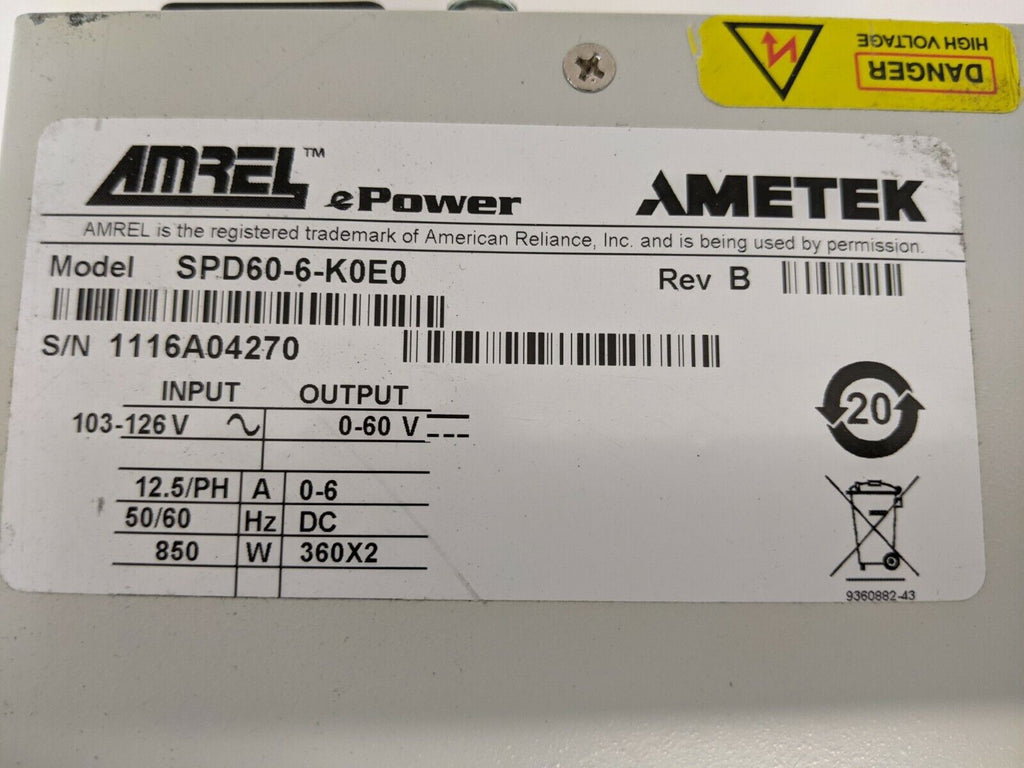 DANGER
HIGH VOLTAGE
AMREL™ ePower AMETEK
AMREL is the registered trademark of American Reliance, Inc. and is being used by permission.
Model SPD60-6-K0E0 Rev B
S/N 1116A04270
INPUT OUTPUT
103-126 V 0-60 V
20
12.5/PH A 0-6
50/60 Hz DC
850 W 360X2
9360882-43